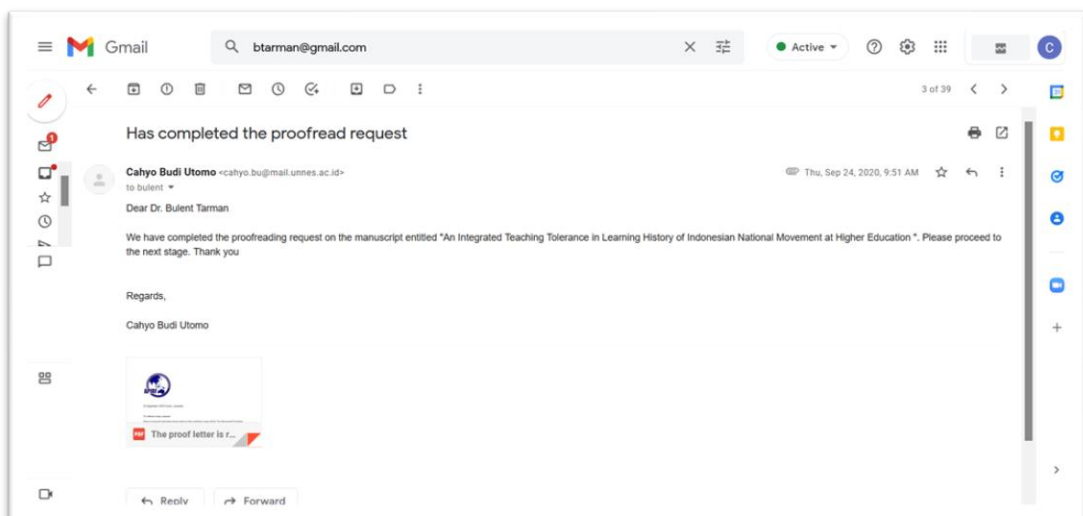 Gmail
btarman@gmail.com
Active
C
3 of 39
1
Has completed the proofread request
Cahyo Budi Utomo <cahyo.bu@mail.unnes.ac.id>
Thu, Sep 24, 2020, 9:51 AM
to bulent
Dear Dr. Bulent Tarman
We have completed the proofreading request on the manuscript entitled "An Integrated Teaching Tolerance in Learning History of Indonesian National Movement at Higher Education ". Please proceed to
the next stage. Thank you
Regards,
Cahyo Budi Utomo
PDF
The proof letter is r...
Reply
Forward